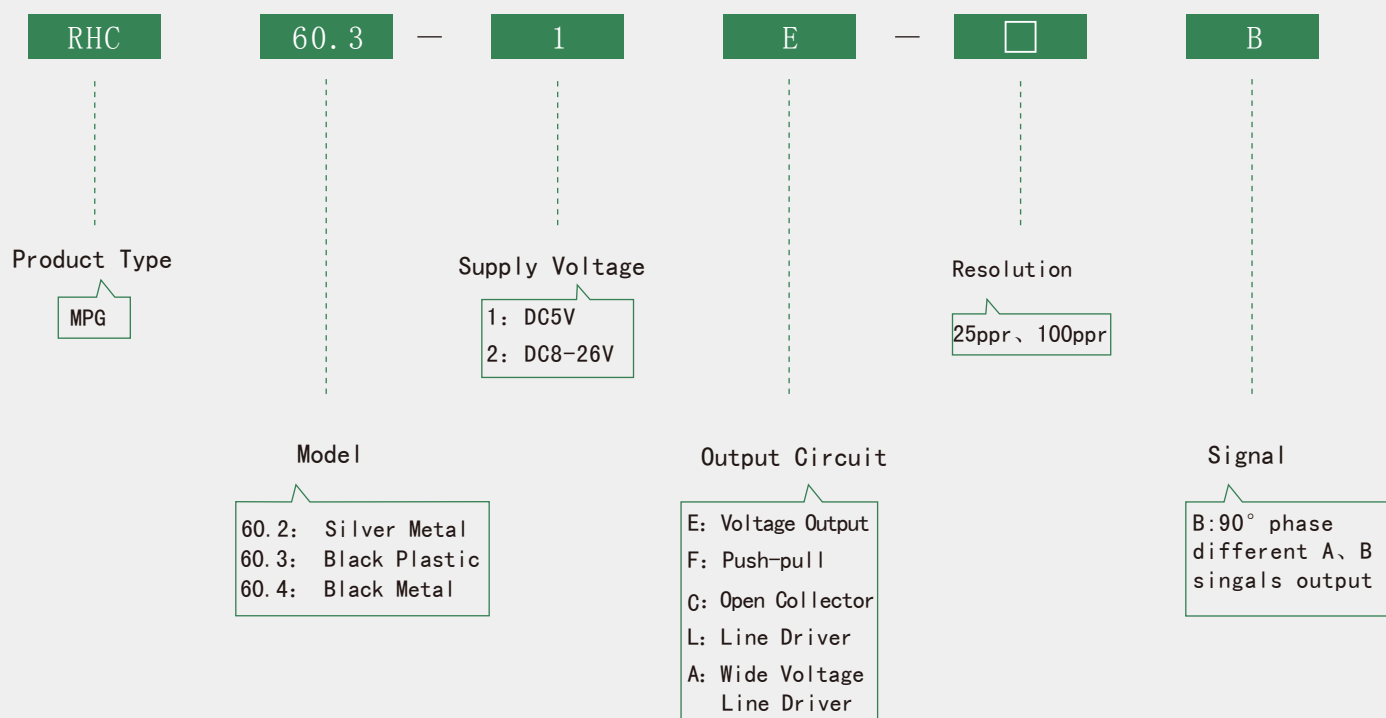 RHC 60.3 — 1 E — □ B
Product Type
MPG
Supply Voltage
1: DC5V
2: DC8-26V
Resolution
25ppr、100ppr
Model
60.2: Silver Metal
60.3: Black Plastic
60.4: Black Metal
Output Circuit
E: Voltage Output
F: Push-pull
C: Open Collector
L: Line Driver
A: Wide Voltage
Line Driver
Signal
B:90° phase
different A、B
singals output